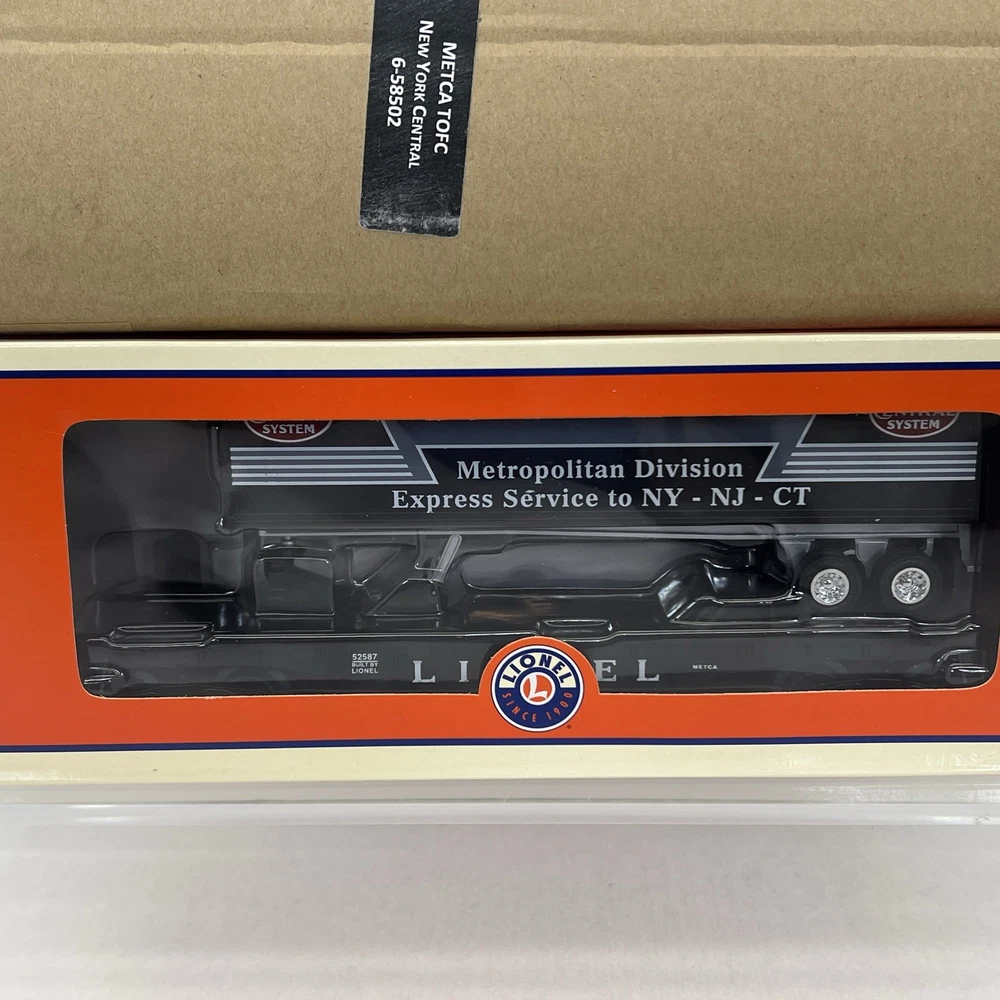 METCA TOFC
NEW YORK CENTRAL
6-58502
SYSTEM
CENTRAL
SYSTEM
Metropolitan Division
Express Service to NY - NJ - CT
52587
BUILT BY
LIONEL
LI EL
METCA
LIONEL
L
SINCE 1900